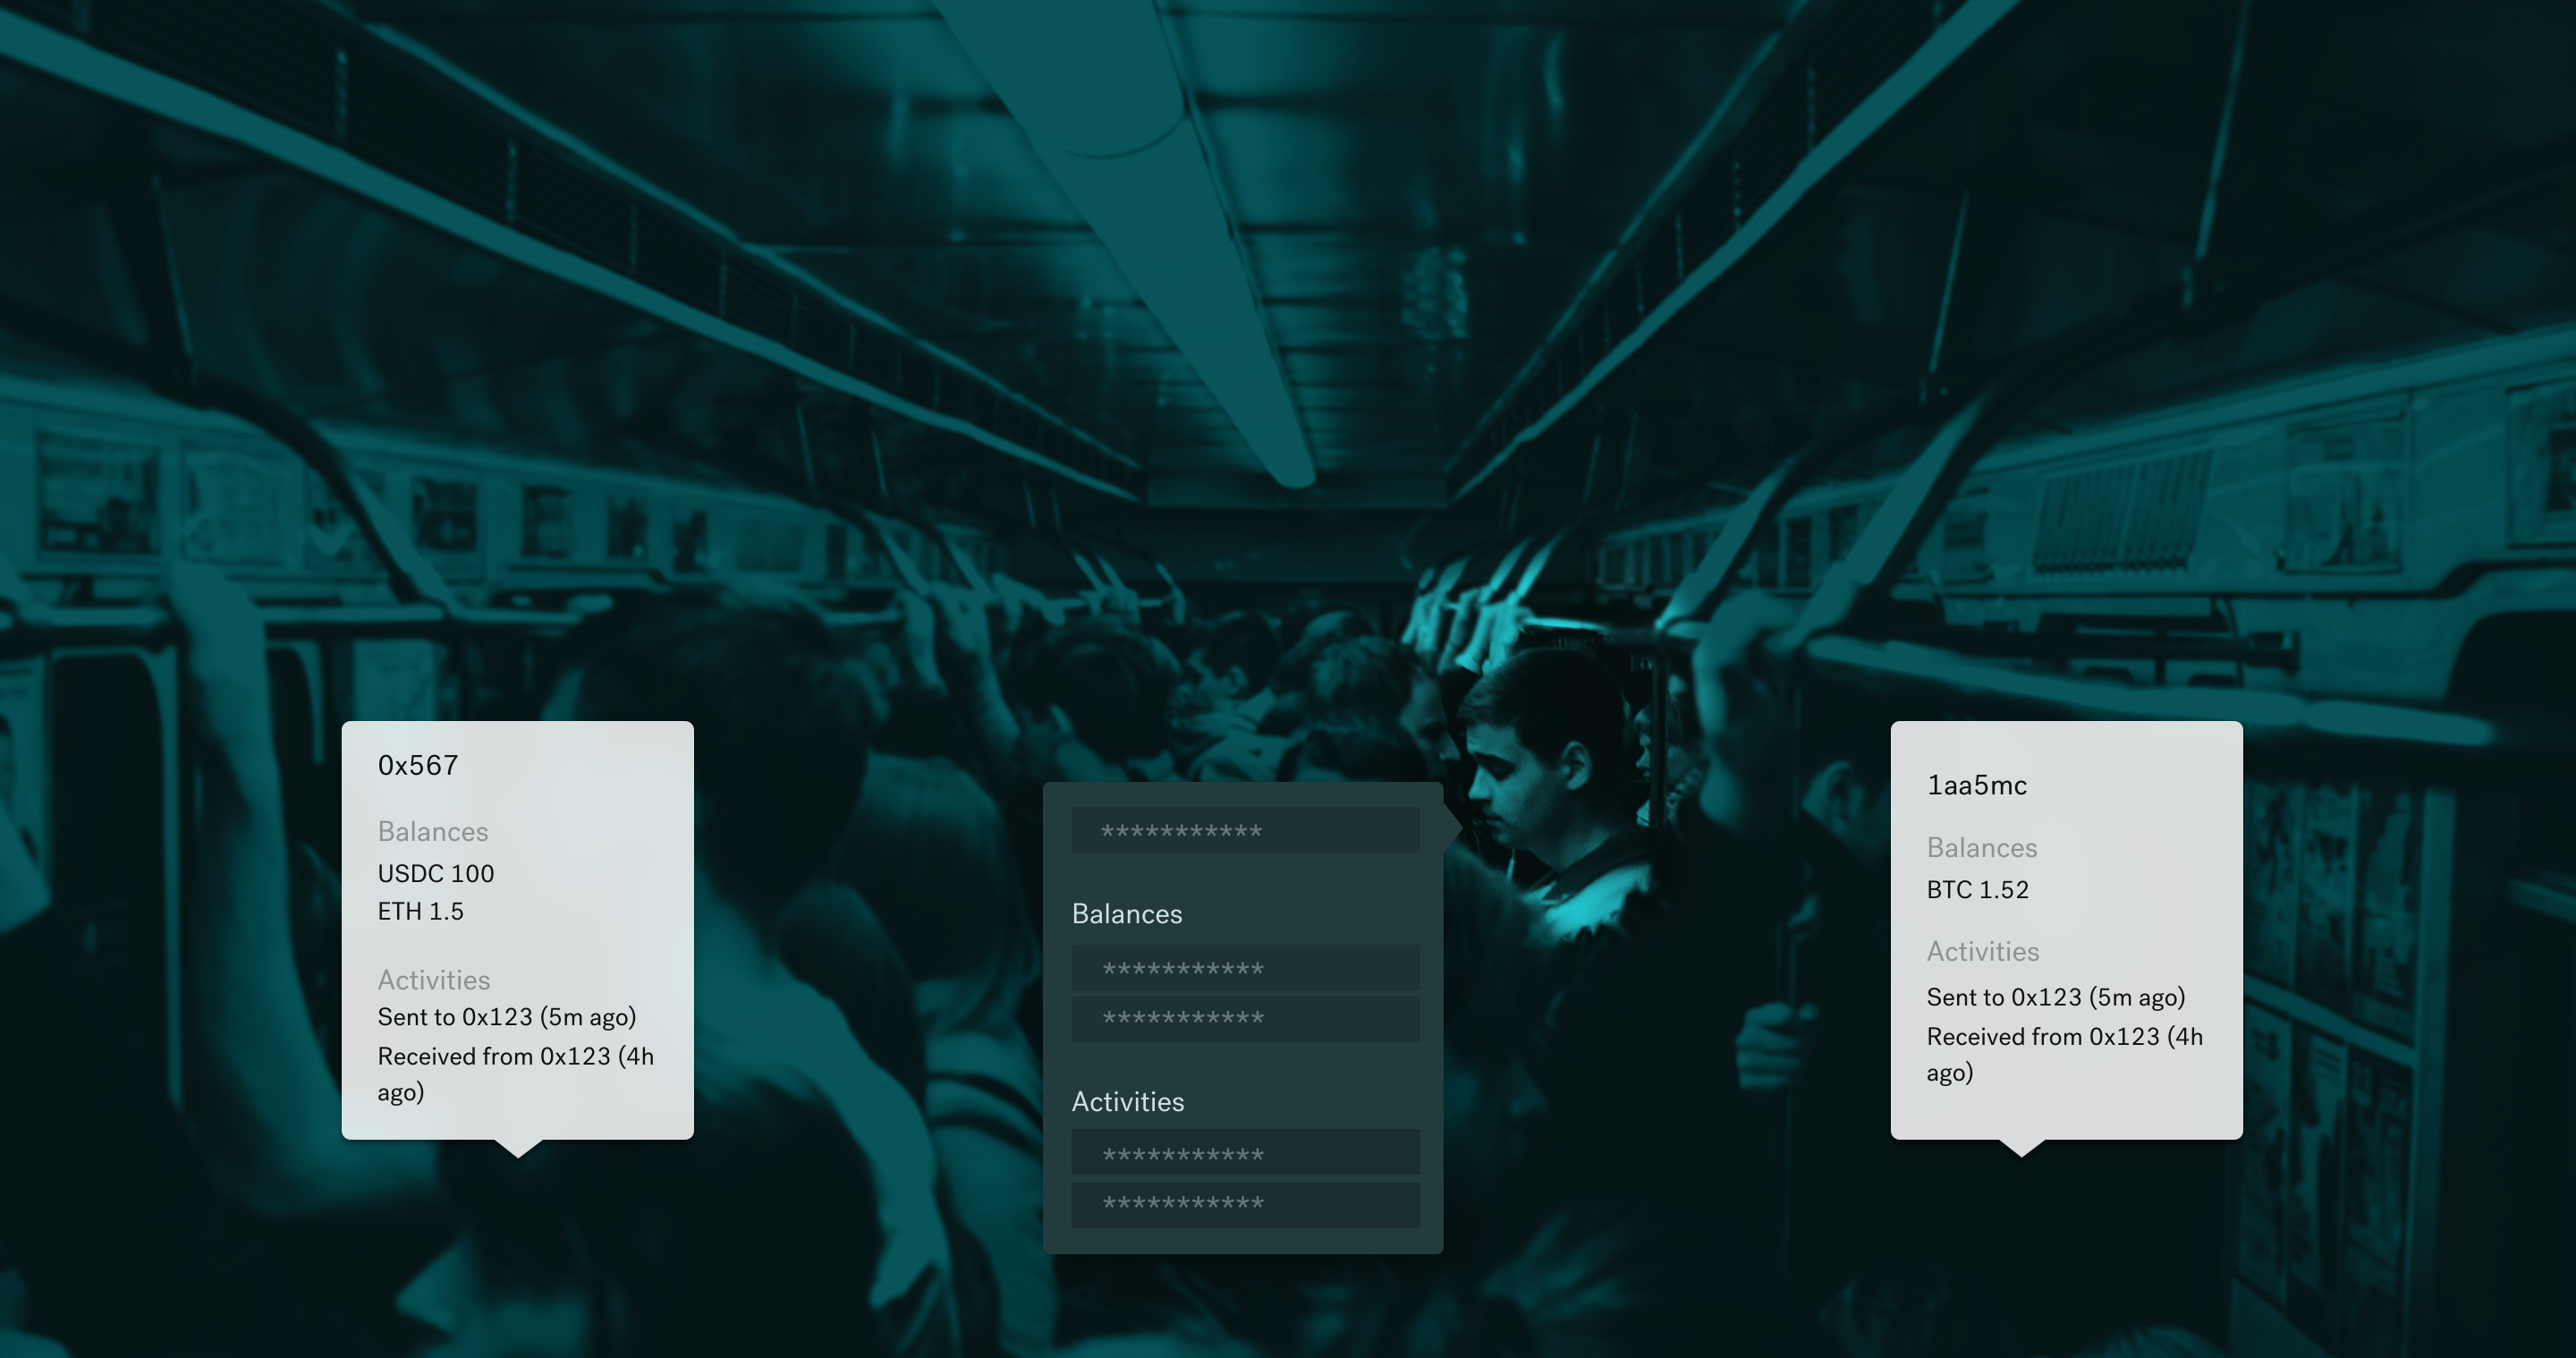 0x567
Balances
USDC 100
ETH 1.5
Activities
Sent to 0x123 (5m ago)
Received from 0x123 (4h
ago)
***********
Balances
***********
***********
Activities
***********
***********
1aa5mc
Balances
BTC 1.52
Activities
Sent to 0x123 (5m ago)
Received from 0x123 (4h
ago)